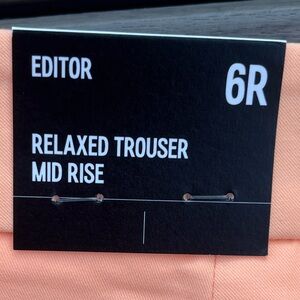 EDITOR
6R
RELAXED TROUSER
MID RISE